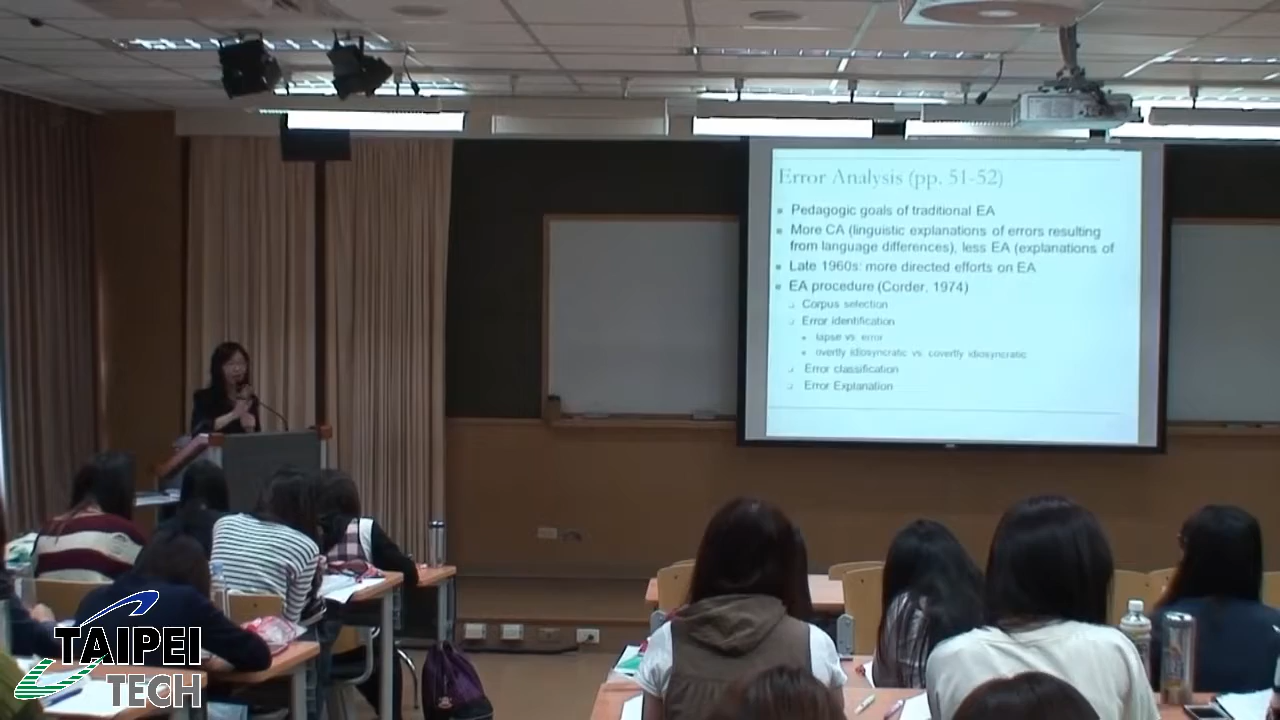 Error Analysis (pp. 51-52)
Pedagogic goals of traditional EA
More CA (linguistic explanations of errors resulting
from language differences), less EA (explanations of
Late 1960s: more directed efforts on EA
EA procedure (Corder, 1974)
Corpus selection
Error identification
lapse vs. error
overtly idiosyncratic vs. covertly idiosyncratic
Error classification
Error Explanation
TAIPEI
TECH